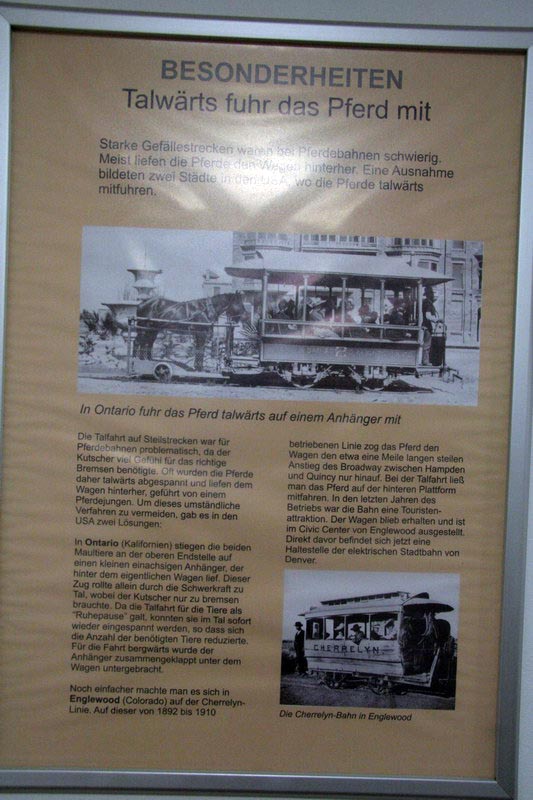 BESONDERHEITEN
Talwärts fuhr das Pferd mit
Starke Gefällestrecken waren bei Pferdebahnen schwierig.
Meist liefen die Pferde den Wagen hinterher. Eine Ausnahme
bildeten zwei Städte in den USA, wo die Pferde talwärts
mitfuhren.
In Ontario fuhr das Pferd talwärts auf einem Anhänger mit
Die Talfahrt auf Steilstrecken war für
Pferdebahnen problematisch, da der
Kutscher viel Gefühl für das richtige
Bremsen benötigte. Oft wurden die Pferde
daher talwärts abgespannt und liefen dem
Wagen hinterher, geführt von einem
Pferdejungen. Um dieses umständliche
Verfahren zu vermeiden, gab es in den
USA zwei Lösungen:
In Ontario (Kalifornien) stiegen die beiden
Maultiere an der oberen Endstelle auf
einen kleinen einachsigen Anhänger, der
hinter dem eigentlichen Wagen lief. Dieser
Zug rollte allein durch die Schwerkraft zu
Tal, wobei der Kutscher nur zu bremsen
brauchte. Da die Talfahrt für die Tiere als
"Ruhepause" galt, konnten sie im Tal sofort
wieder eingespannt werden, so dass sich
die Anzahl der benötigten Tiere reduzierte.
Für die Fahrt bergwärts wurde der
Anhänger zusammengeklappt unter dem
Wagen untergebracht.
Noch einfacher machte man es sich in
Englewood (Colorado) auf der Cherrelyn-
Linie. Auf dieser von 1892 bis 1910
betriebenen Linie zog das Pferd den
Wagen den etwa eine Meile langen steilen
Anstieg des Broadway zwischen Hampden
und Quincy nur hinauf. Bei der Talfahrt ließ
man das Pferd auf der hinteren Plattform
mitfahren. In den letzten Jahren des
Betriebs war die Bahn eine Touristen-
attraktion. Der Wagen blieb erhalten und ist
im Civic Center von Englewood ausgestellt.
Direkt davor befindet sich jetzt eine
Haltestelle der elektrischen Stadtbahn von
Denver.
CHERRELYN
Die Cherrelyn-Bahn in Englewood